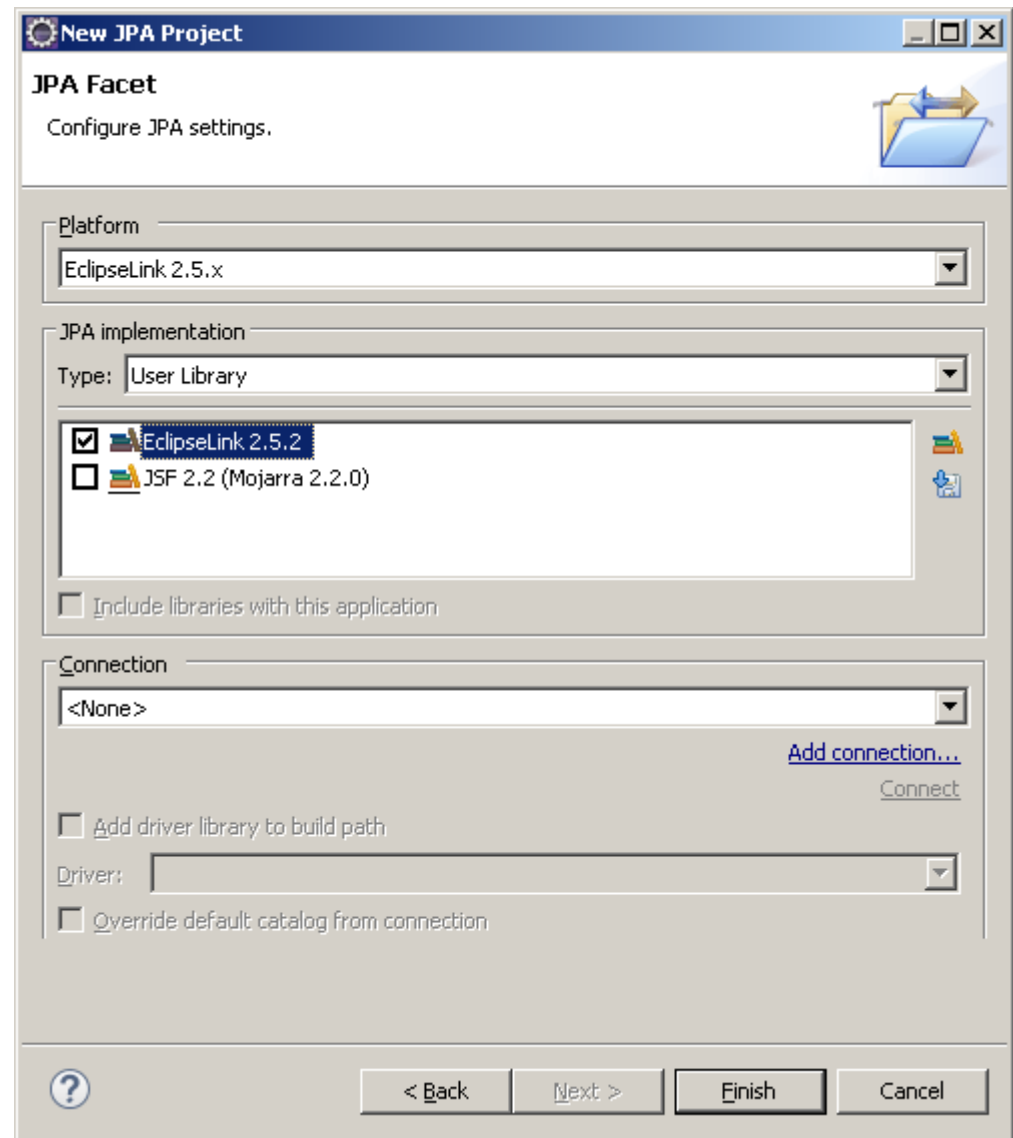 New JPA Project
JPA Facet
Configure JPA settings.
Platform
EclipseLink 2.5.x
JPA implementation
Type: User Library
EclipseLink 2.5.2
JSF 2.2 (Mojarra 2.2.0)
Include libraries with this application
Connection
<None>
Add connection...
Connect
Add driver library to build path
Driver:
Override default catalog from connection
? < Back Next > Finish Cancel